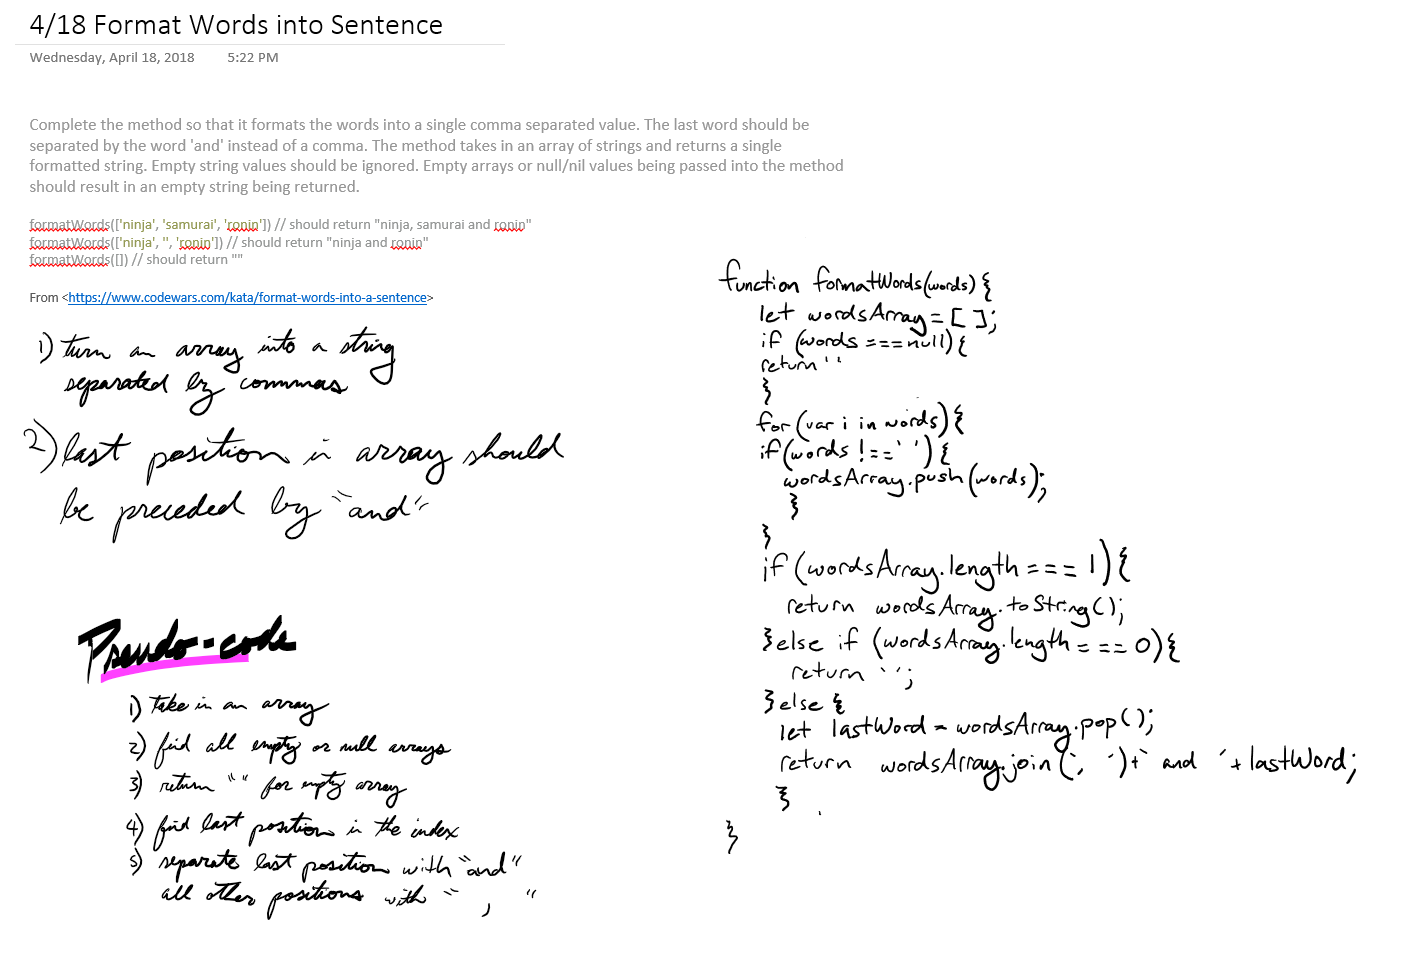 4/18 Format Words into Sentence
Wednesday, April 18, 2018 5:22 PM
Complete the method so that it formats the words into a single comma separated value. The last word should be
separated by the word 'and' instead of a comma. The method takes in an array of strings and returns a single
formatted string. Empty string values should be ignored. Empty arrays or null/nil values being passed into the method
should result in an empty string being returned.
formatWords(['ninja', 'samurai', 'ronin']) // should return "ninja, samurai and ronin"
formatWords(['ninja', '', 'ronin']) // should return "ninja and ronin"
formatWords([]) // should return ""
From <https://www.codewars.com/kata/format-words-into-a-sentence>
1) turn an array into a string
separated by commas
2) last position in array should
be preceded by "and"
Pseudo-code
1) Take in an array
2) find all empty or null arrays
3) return "" for empty array
4) find last position in the index
5) separate last position with "and"
all other positions with " , "
function formatWords(words){
let wordsArray = [ ];
if (words === null){
return ''
}
for (var i in words){
if(words !== ''){
wordsArray.push(words);
}
}
if (wordsArray.length === 1){
return wordsArray.toString();
}else if (wordsArray.length === 0){
return '';
}else {
let lastWord = wordsArray.pop();
return wordsArray.join(', ')+' and '+ lastWord;
}
}